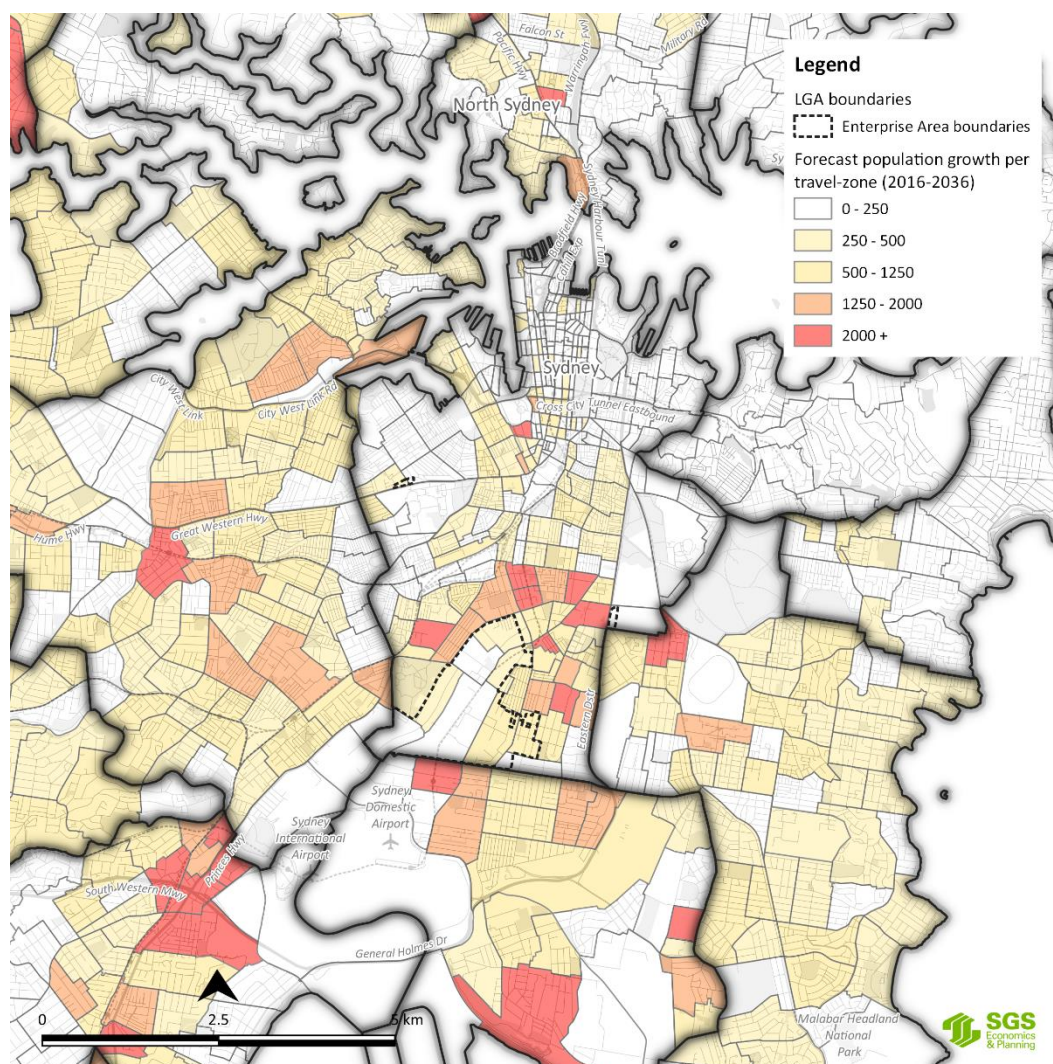 Falcon St
Military Rd
Pacific Hwy
Warringah Fwy
North Sydney
Legend
LGA boundaries
Enterprise Area boundaries
Forecast population growth per
travel-zone (2016-2036)
0 - 250
250 - 500
500 - 1250
1250 - 2000
2000 +
Bradfield Hwy
Cahill Exp
Sydney Harbour Tunl
Sydney
City West Link
City West Link Rd
Cross City Tunnel Eastbound
Hume Hwy
Great Western Hwy
Eastern Dstr
Sydney
Domestic
Airport
Sydney
International
Airport
Princes Hwy
South Western Mwy
General Holmes Dr
0
2.5
5 km
Malabar Headland
National
Park
SGS
Economics
& Planning